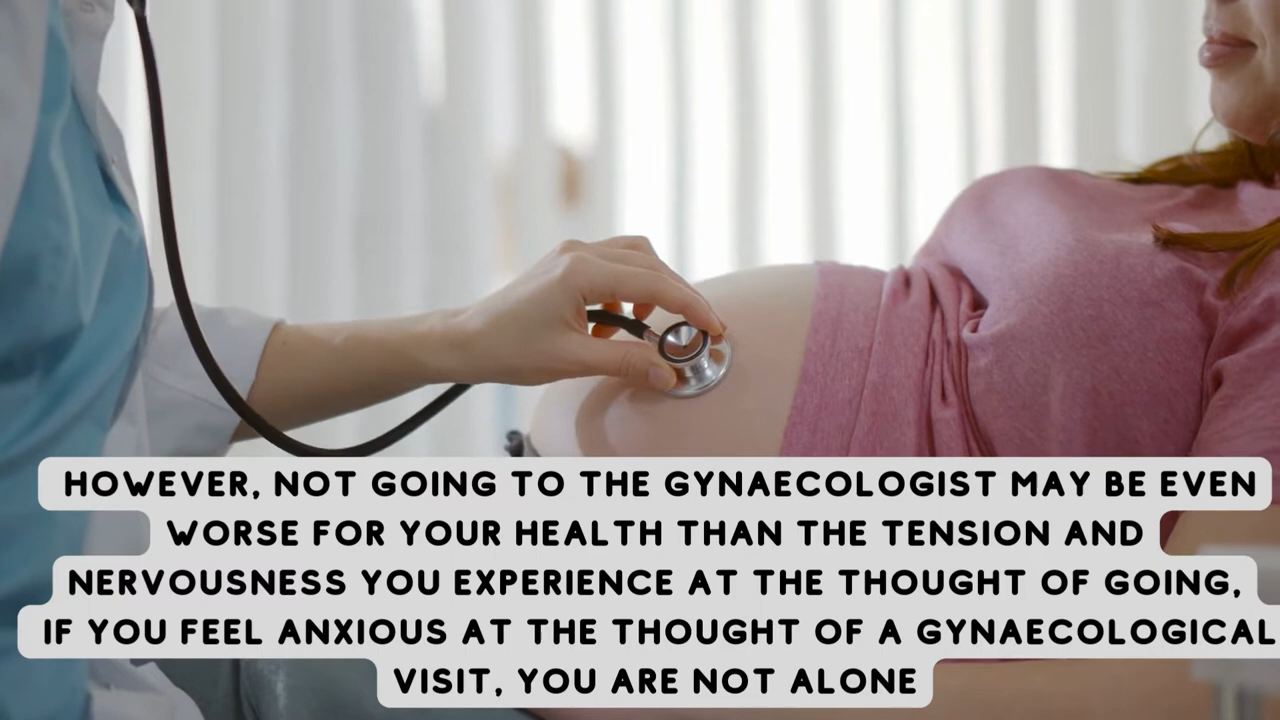 HOWEVER, NOT GOING TO THE GYNAECOLOGIST MAY BE EVEN
WORSE FOR YOUR HEALTH THAN THE TENSION AND
NERVOUSNESS YOU EXPERIENCE AT THE THOUGHT OF GOING,
IF YOU FEEL ANXIOUS AT THE THOUGHT OF A GYNAECOLOGICAL
VISIT, YOU ARE NOT ALONE